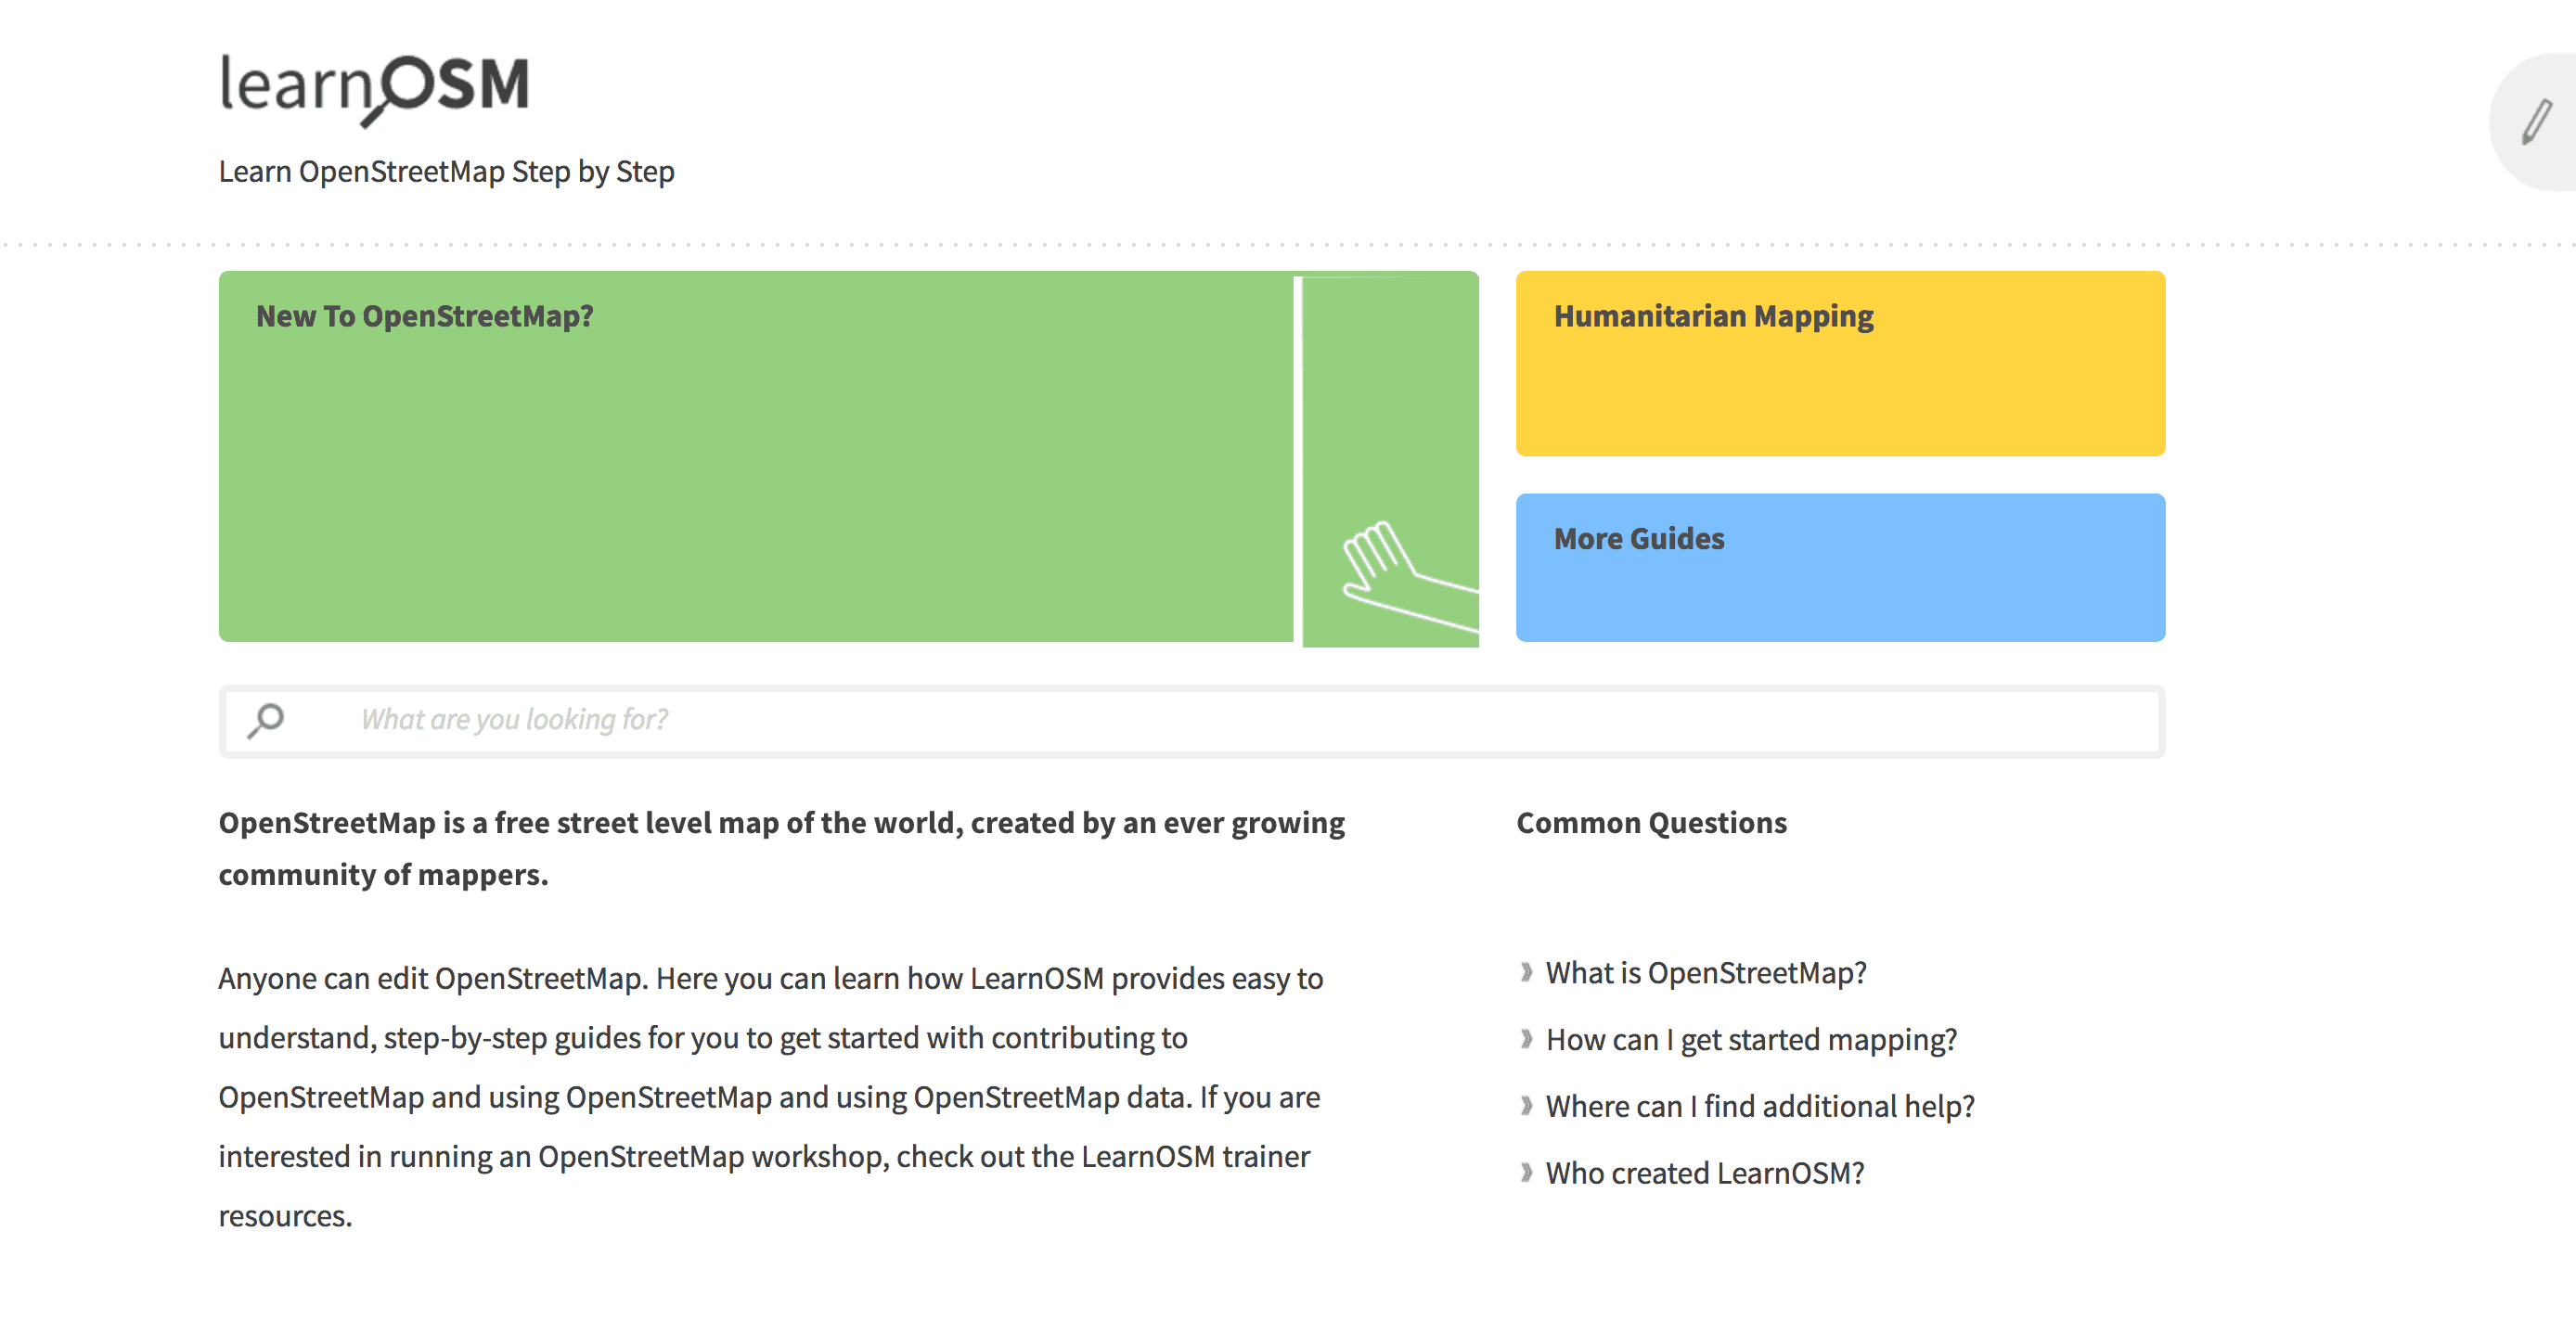 learnOSM
Learn OpenStreetMap Step by Step
New To OpenStreetMap?
Humanitarian Mapping
More Guides
What are you looking for?
OpenStreetMap is a free street level map of the world, created by an ever growing
community of mappers.
Anyone can edit OpenStreetMap. Here you can learn how LearnOSM provides easy to
understand, step-by-step guides for you to get started with contributing to
OpenStreetMap and using OpenStreetMap and using OpenStreetMap data. If you are
interested in running an OpenStreetMap workshop, check out the LearnOSM trainer
resources.
Common Questions
What is OpenStreetMap?
How can I get started mapping?
Where can I find additional help?
Who created LearnOSM?